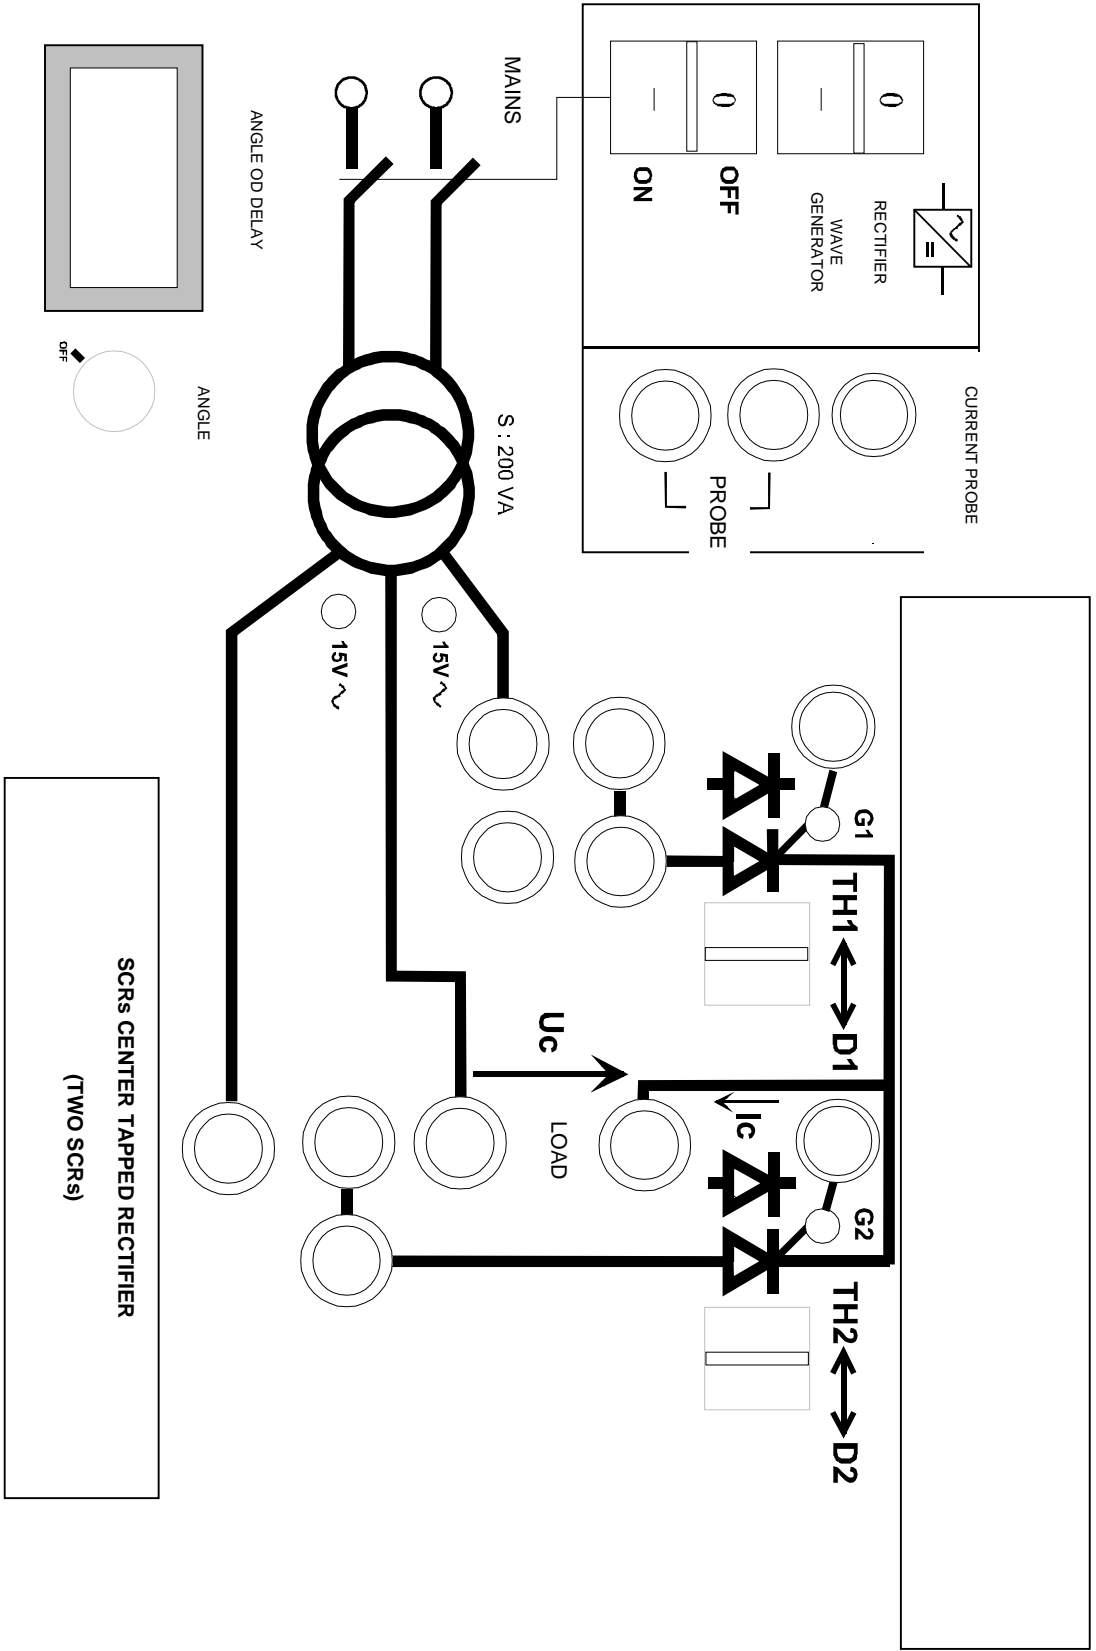 CURRENT PROBE
RECTIFIER
WAVE
GENERATOR
0
0
OFF
ON
PROBE
MAINS
S : 200 VA
15V ~
15V ~
G1
TH1
D1
G2
TH2
D2
Ic
LOAD
Uc
ANGLE OD DELAY
ANGLE
OFF
SCRs CENTER TAPPED RECTIFIER
(TWO SCRs)